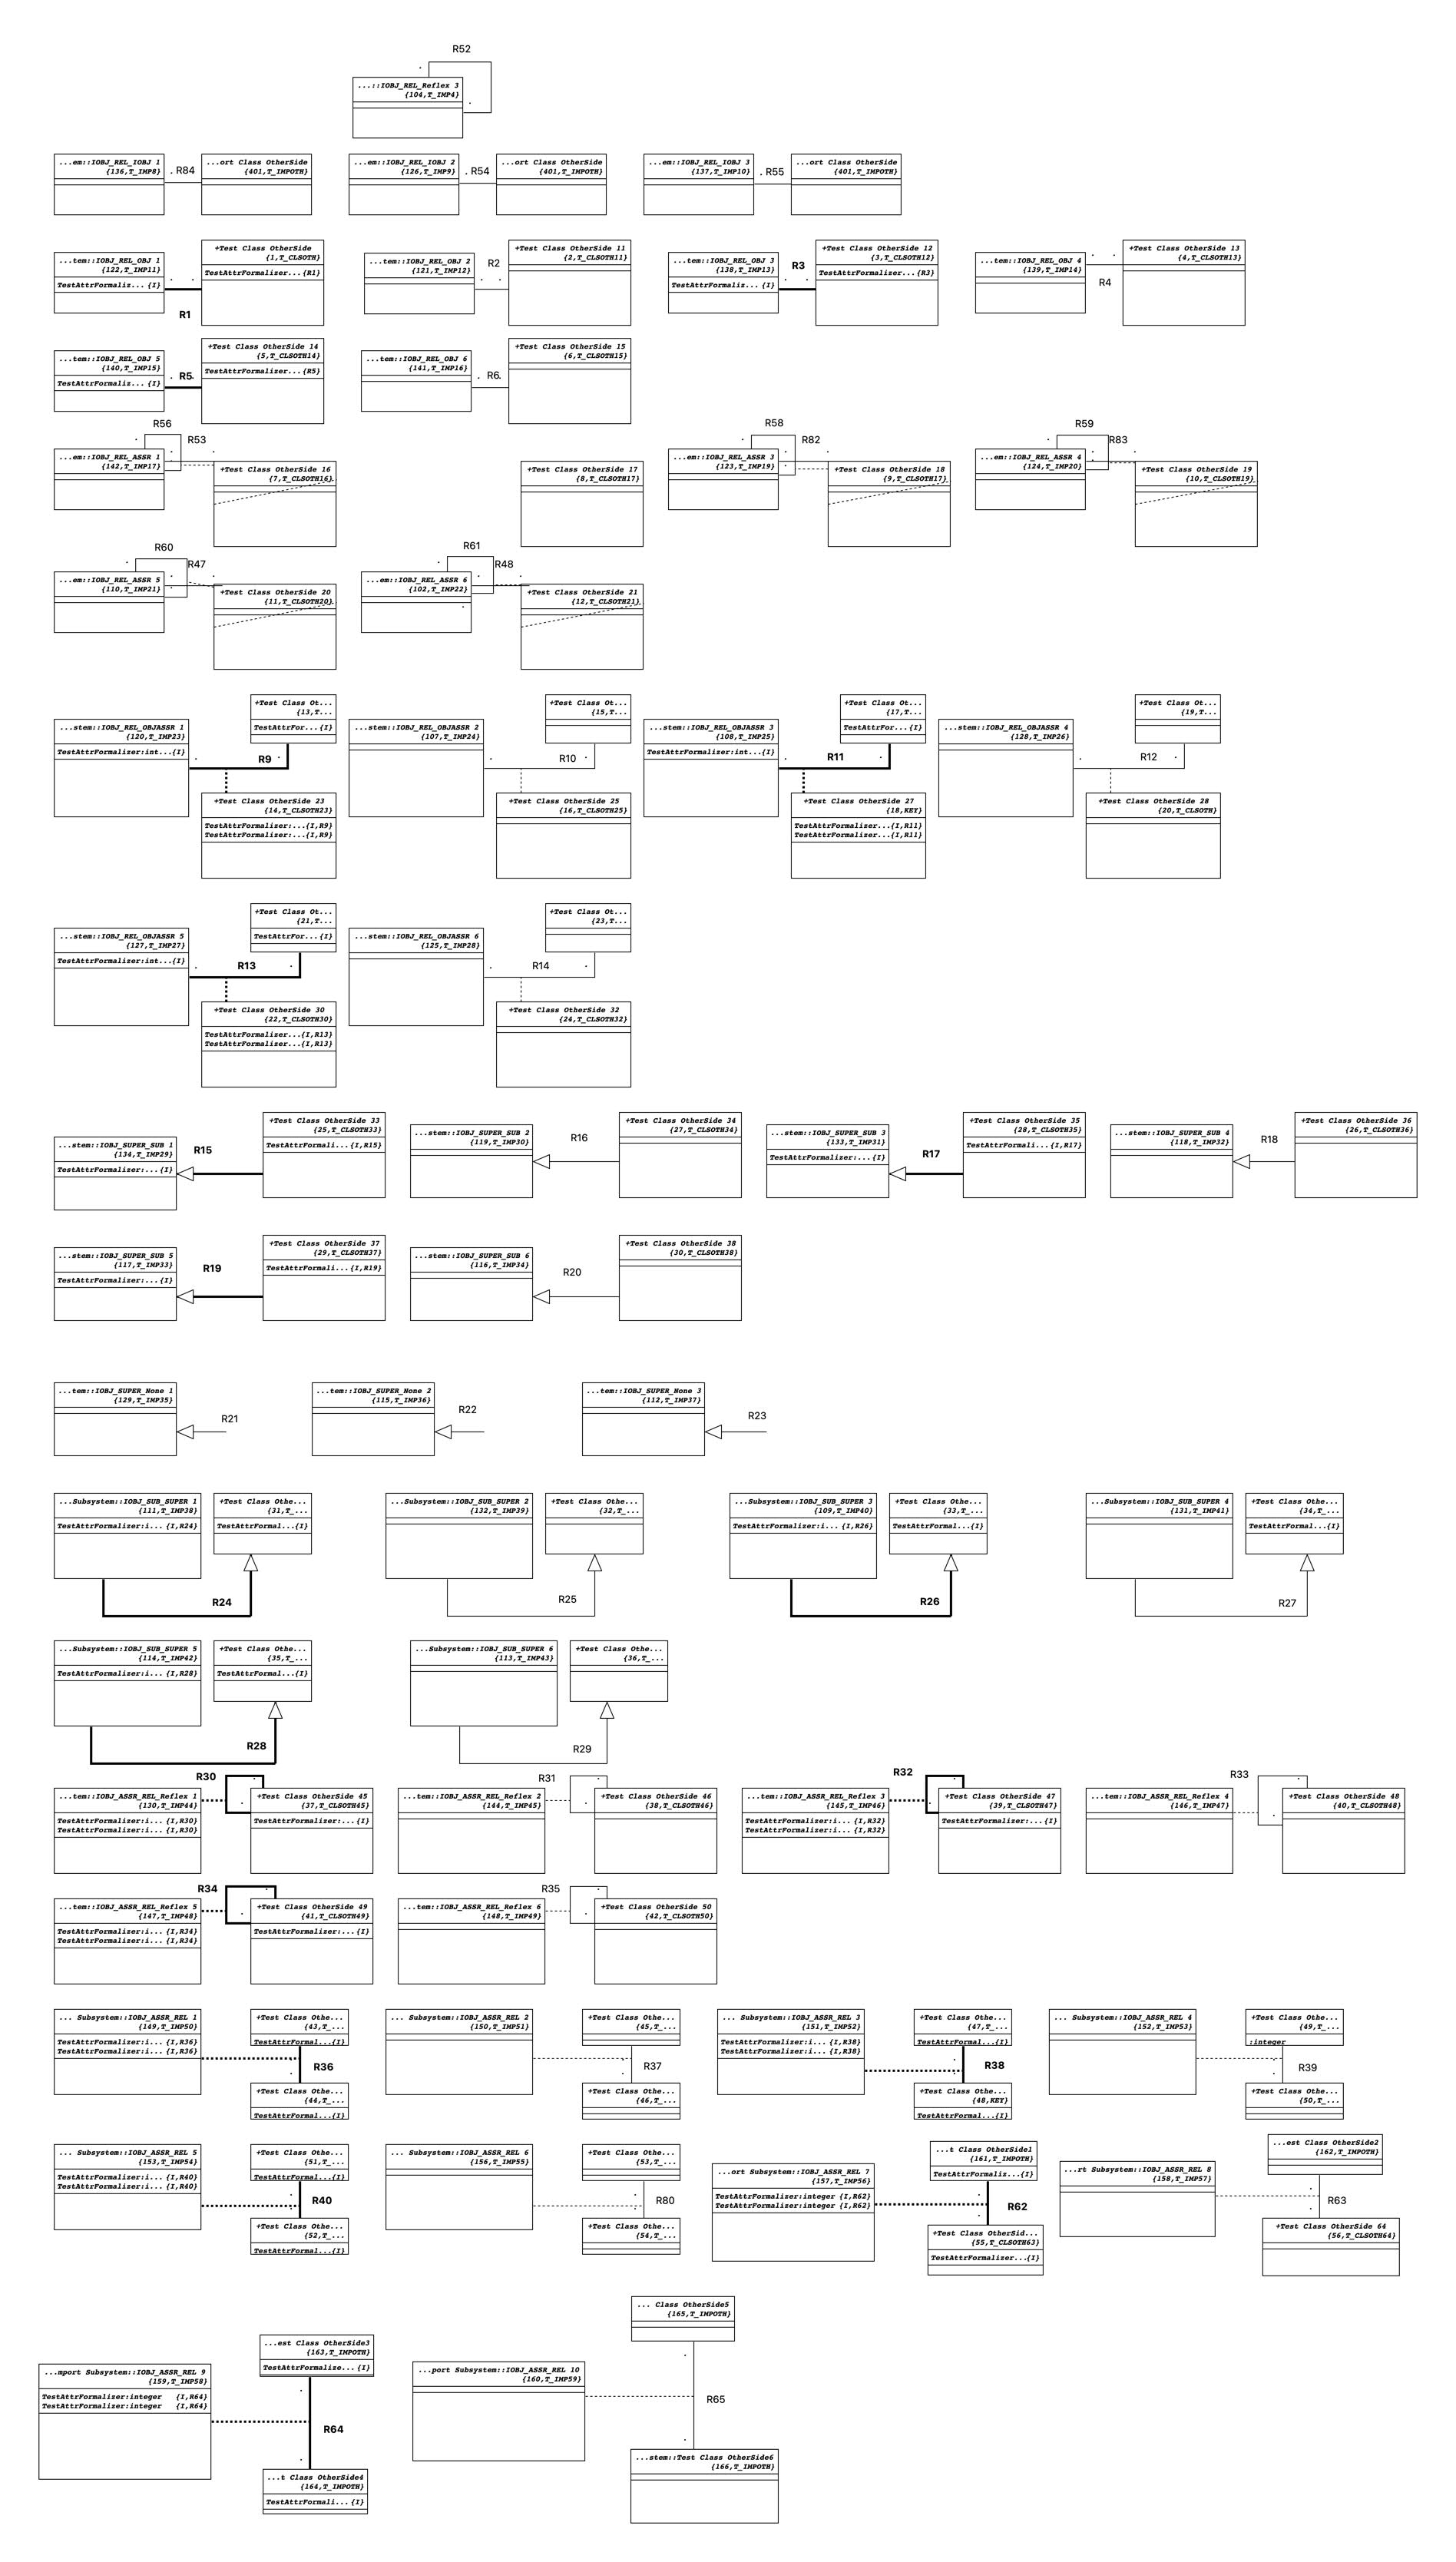 R52
...::IOBJ_REL_Reflex 3
{104,T_IMP4}
...em::IOBJ_REL_IOBJ 1
{136,T_IMP8}
R84
...ort Class OtherSide
{401,T_IMPOTH}
...em::IOBJ_REL_IOBJ 2
{126,T_IMP9}
R54
...ort Class OtherSide
{401,T_IMPOTH}
...em::IOBJ_REL_IOBJ 3
{137,T_IMP10}
R55
...ort Class OtherSide
{401,T_IMPOTH}
...tem::IOBJ_REL_OBJ 1
{122,T_IMP11}
TestAttrFormaliz... {I}
R1
+Test Class OtherSide
{1,T_CLSOTH}
TestAttrFormalizer... {R1}
...tem::IOBJ_REL_OBJ 2
{121,T_IMP12}
R2
+Test Class OtherSide 11
{2,T_CLSOTH11}
...tem::IOBJ_REL_OBJ 3
{138,T_IMP13}
TestAttrFormaliz... {I}
R3
+Test Class OtherSide 12
{3,T_CLSOTH12}
TestAttrFormalizer...{R3}
...tem::IOBJ_REL_OBJ 4
{139,T_IMP14}
R4
+Test Class OtherSide 13
{4,T_CLSOTH13}
...tem::IOBJ_REL_OBJ 5
{140,T_IMP15}
TestAttrFormaliz... {I}
R5
+Test Class OtherSide 14
{5,T_CLSOTH14}
TestAttrFormalizer...{R5}
...tem::IOBJ_REL_OBJ 6
{141,T_IMP16}
R6
+Test Class OtherSide 15
{6,T_CLSOTH15}
R56
R53
...em::IOBJ_REL_ASSR 1
{142,T_IMP17}
+Test Class OtherSide 16
{7,T_CLSOTH16}
+Test Class OtherSide 17
{8,T_CLSOTH17}
R58
R82
...em::IOBJ_REL_ASSR 3
{123,T_IMP19}
+Test Class OtherSide 18
{9,T_CLSOTH17}
R59
R83
...em::IOBJ_REL_ASSR 4
{124,T_IMP20}
+Test Class OtherSide 19
{10,T_CLSOTH19}
R60
R47
...em::IOBJ_REL_ASSR 5
{110,T_IMP21}
+Test Class OtherSide 20
{11,T_CLSOTH20}
R61
R48
...em::IOBJ_REL_ASSR 6
{102,T_IMP22}
+Test Class OtherSide 21
{12,T_CLSOTH21}
...stem::IOBJ_REL_OBJASSR 1
{120,T_IMP23}
TestAttrFormalizer:int...{I}
+Test Class Ot...
{13,T...
TestAttrFor...{I}
R9
+Test Class OtherSide 23
{14,T_CLSOTH23}
TestAttrFormalizer:...{I,R9}
TestAttrFormalizer:...{I,R9}
...stem::IOBJ_REL_OBJASSR 2
{107,T_IMP24}
+Test Class Ot...
{15,T...
R10
+Test Class OtherSide 25
{16,T_CLSOTH25}
...stem::IOBJ_REL_OBJASSR 3
{108,T_IMP25}
TestAttrFormalizer:int...{I}
+Test Class Ot...
{17,T...
TestAttrFor...{I}
R11
+Test Class OtherSide 27
{18,KEY}
TestAttrFormalizer...{I,R11}
TestAttrFormalizer...{I,R11}
...stem::IOBJ_REL_OBJASSR 4
{128,T_IMP26}
+Test Class Ot...
{19,T...
R12
+Test Class OtherSide 28
{20,T_CLSOTH}
...stem::IOBJ_REL_OBJASSR 5
{127,T_IMP27}
TestAttrFormalizer:int...{I}
+Test Class Ot...
{21,T...
TestAttrFor...{I}
R13
+Test Class OtherSide 30
{22,T_CLSOTH30}
TestAttrFormalizer...{I,R13}
TestAttrFormalizer...{I,R13}
...stem::IOBJ_REL_OBJASSR 6
{125,T_IMP28}
+Test Class Ot...
{23,T...
R14
+Test Class OtherSide 32
{24,T_CLSOTH32}
...stem::IOBJ_SUPER_SUB 1
{134,T_IMP29}
TestAttrFormalizer:...{I}
R15
+Test Class OtherSide 33
{25,T_CLSOTH33}
TestAttrFormali...{I,R15}
...stem::IOBJ_SUPER_SUB 2
{119,T_IMP30}
R16
+Test Class OtherSide 34
{27,T_CLSOTH34}
...stem::IOBJ_SUPER_SUB 3
{133,T_IMP31}
TestAttrFormalizer:...{I}
R17
+Test Class OtherSide 35
{28,T_CLSOTH35}
TestAttrFormali...{I,R17}
...stem::IOBJ_SUPER_SUB 4
{118,T_IMP32}
R18
+Test Class OtherSide 36
{26,T_CLSOTH36}
...stem::IOBJ_SUPER_SUB 5
{117,T_IMP33}
TestAttrFormalizer:...{I}
R19
+Test Class OtherSide 37
{29,T_CLSOTH37}
TestAttrFormali...{I,R19}
...stem::IOBJ_SUPER_SUB 6
{116,T_IMP34}
R20
+Test Class OtherSide 38
{30,T_CLSOTH38}
...tem::IOBJ_SUPER_None 1
{129,T_IMP35}
R21
...tem::IOBJ_SUPER_None 2
{115,T_IMP36}
R22
...tem::IOBJ_SUPER_None 3
{112,T_IMP37}
R23
...Subsystem::IOBJ_SUB_SUPER 1
{111,T_IMP38}
TestAttrFormalizer:i... {I,R24}
+Test Class Othe...
{31,T_...
TestAttrFormal...{I}
R24
...Subsystem::IOBJ_SUB_SUPER 2
{132,T_IMP39}
+Test Class Othe...
{32,T_...
R25
...Subsystem::IOBJ_SUB_SUPER 3
{109,T_IMP40}
TestAttrFormalizer:i... {I,R26}
+Test Class Othe...
{33,T_...
TestAttrFormal...{I}
R26
...Subsystem::IOBJ_SUB_SUPER 4
{131,T_IMP41}
+Test Class Othe...
{34,T_...
TestAttrFormal...{I}
R27
...Subsystem::IOBJ_SUB_SUPER 5
{114,T_IMP42}
TestAttrFormalizer:i... {I,R28}
+Test Class Othe...
{35,T_...
TestAttrFormal...{I}
R28
...Subsystem::IOBJ_SUB_SUPER 6
{113,T_IMP43}
+Test Class Othe...
{36,T_...
R29
R30
...tem::IOBJ_ASSR_REL_Reflex 1
{130,T_IMP44}
TestAttrFormalizer:i... {I,R30}
TestAttrFormalizer:i... {I,R30}
+Test Class OtherSide 45
{37,T_CLSOTH45}
TestAttrFormalizer:...{I}
R31
...tem::IOBJ_ASSR_REL_Reflex 2
{144,T_IMP45}
+Test Class OtherSide 46
{38,T_CLSOTH46}
R32
...tem::IOBJ_ASSR_REL_Reflex 3
{145,T_IMP46}
TestAttrFormalizer:i... {I,R32}
TestAttrFormalizer:i... {I,R32}
+Test Class OtherSide 47
{39,T_CLSOTH47}
TestAttrFormalizer:...{I}
R33
...tem::IOBJ_ASSR_REL_Reflex 4
{146,T_IMP47}
+Test Class OtherSide 48
{40,T_CLSOTH48}
R34
...tem::IOBJ_ASSR_REL_Reflex 5
{147,T_IMP48}
TestAttrFormalizer:i... {I,R34}
TestAttrFormalizer:i... {I,R34}
+Test Class OtherSide 49
{41,T_CLSOTH49}
TestAttrFormalizer:...{I}
R35
...tem::IOBJ_ASSR_REL_Reflex 6
{148,T_IMP49}
+Test Class OtherSide 50
{42,T_CLSOTH50}
... Subsystem::IOBJ_ASSR_REL 1
{149,T_IMP50}
TestAttrFormalizer:i... {I,R36}
TestAttrFormalizer:i... {I,R36}
+Test Class Othe...
{43,T_...
TestAttrFormal...{I}
R36
+Test Class Othe...
{44,T_...
TestAttrFormal...{I}
... Subsystem::IOBJ_ASSR_REL 2
{150,T_IMP51}
+Test Class Othe...
{45,T_...
R37
+Test Class Othe...
{46,T_...
... Subsystem::IOBJ_ASSR_REL 3
{151,T_IMP52}
TestAttrFormalizer:i... {I,R38}
TestAttrFormalizer:i... {I,R38}
+Test Class Othe...
{47,T_...
TestAttrFormal...{I}
R38
+Test Class Othe...
{48,KEY}
TestAttrFormal...{I}
... Subsystem::IOBJ_ASSR_REL 4
{152,T_IMP53}
+Test Class Othe...
{49,T_...
:integer
R39
+Test Class Othe...
{50,T_...
... Subsystem::IOBJ_ASSR_REL 5
{153,T_IMP54}
TestAttrFormalizer:i... {I,R40}
TestAttrFormalizer:i... {I,R40}
+Test Class Othe...
{51,T_...
TestAttrFormal...{I}
R40
+Test Class Othe...
{52,T_...
TestAttrFormal...{I}
... Subsystem::IOBJ_ASSR_REL 6
{156,T_IMP55}
+Test Class Othe...
{53,T_...
R80
+Test Class Othe...
{54,T_...
...ort Subsystem::IOBJ_ASSR_REL 7
{157,T_IMP56}
TestAttrFormalizer:integer {I,R62}
TestAttrFormalizer:integer {I,R62}
...t Class OtherSide1
{161,T_IMPOTH}
TestAttrFormaliz...{I}
R62
+Test Class OtherSid...
{55,T_CLSOTH63}
TestAttrFormalizer...{I}
...rt Subsystem::IOBJ_ASSR_REL 8
{158,T_IMP57}
...est Class OtherSide2
{162,T_IMPOTH}
R63
+Test Class OtherSide 64
{56,T_CLSOTH64}
...mport Subsystem::IOBJ_ASSR_REL 9
{159,T_IMP58}
TestAttrFormalizer:integer {I,R64}
TestAttrFormalizer:integer {I,R64}
...est Class OtherSide3
{163,T_IMPOTH}
TestAttrFormalize... {I}
R64
...t Class OtherSide4
{164,T_IMPOTH}
TestAttrFormali... {I}
...port Subsystem::IOBJ_ASSR_REL 10
{160,T_IMP59}
... Class OtherSide5
{165,T_IMPOTH}
R65
...stem::Test Class OtherSide6
{166,T_IMPOTH}